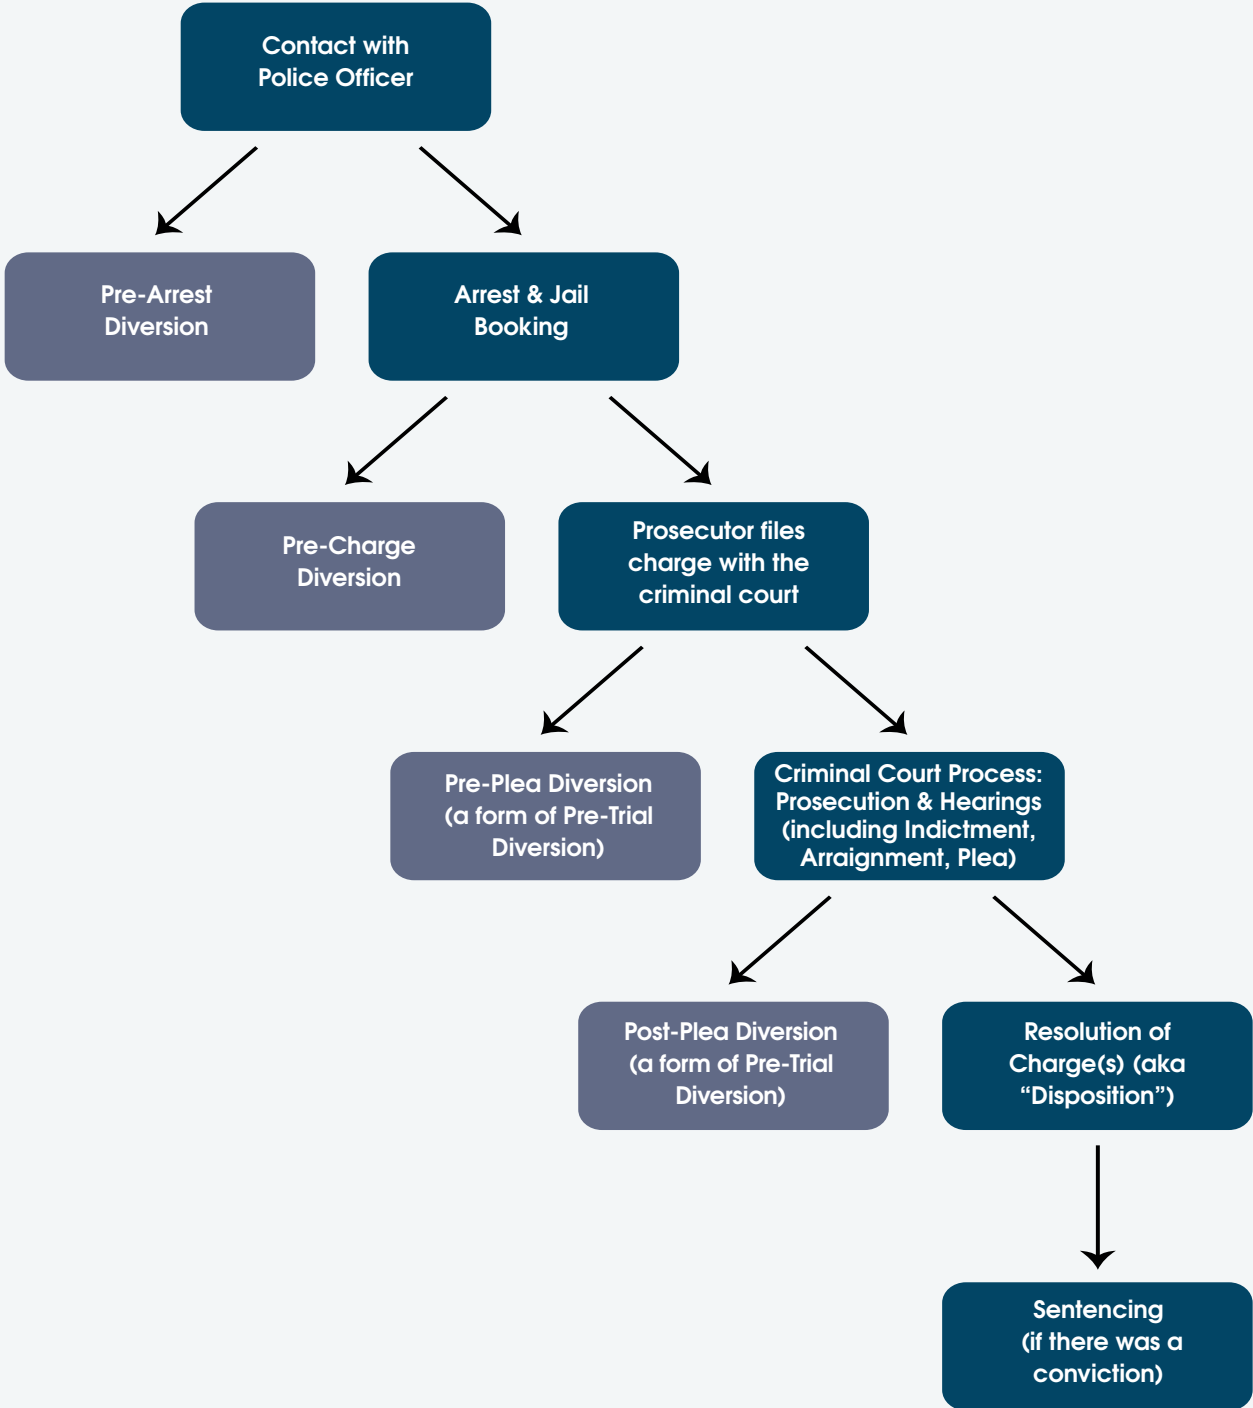 Contact with
Police Officer
Pre-Arrest
Diversion
Arrest & Jail
Booking
Pre-Charge
Diversion
Prosecutor files
charge with the
criminal court
Pre-Plea Diversion
(a form of Pre-Trial
Diversion)
Criminal Court Process:
Prosecution & Hearings
(including Indictment,
Arraignment, Plea)
Post-Plea Diversion
(a form of Pre-Trial
Diversion)
Resolution of
Charge(s) (aka
“Disposition”)
Sentencing
(if there was a
conviction)